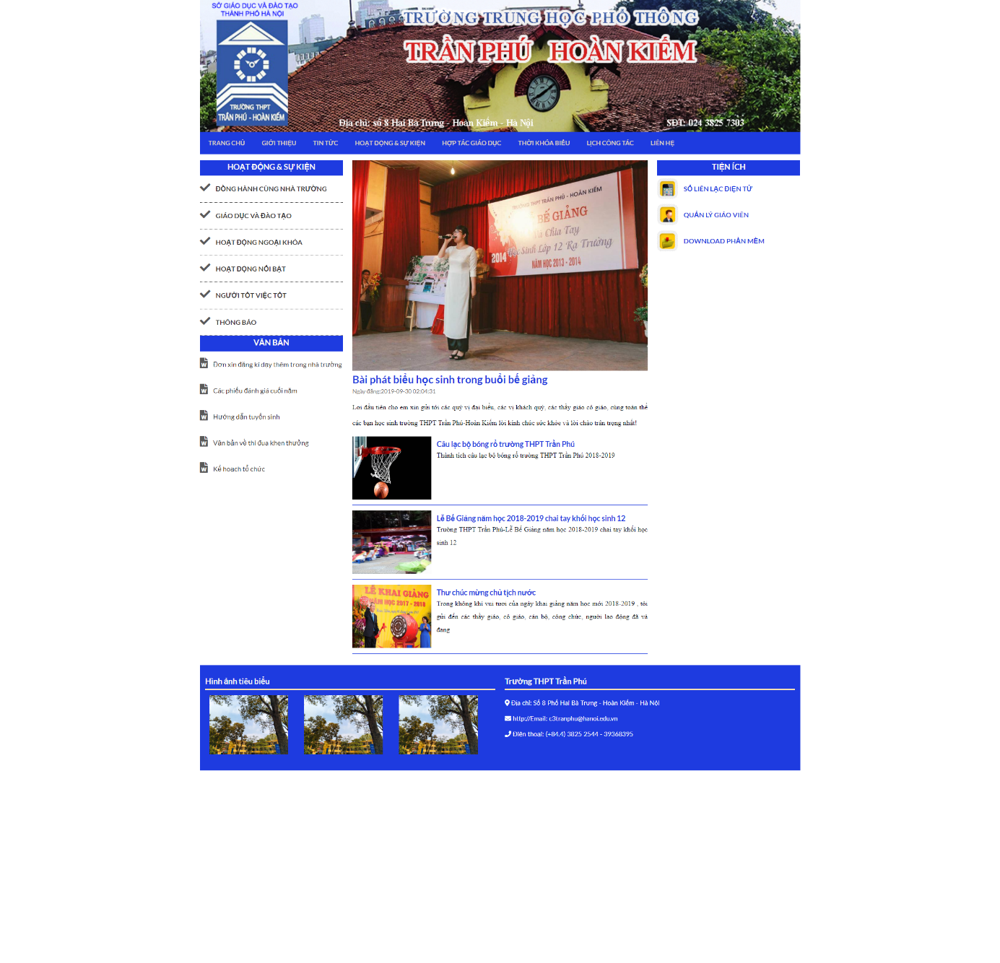 SỞ GIÁO DỤC VÀ ĐÀO TẠO
THÀNH PHỐ HÀ NỘI
TRƯỜNG TRUNG HỌC PHỔ THÔNG
TRẦN PHÚ HOÀN KIẾM
TRƯỜNG THPT
TRẦN PHÚ - HOÀN KIẾM
Địa chỉ: số 8 Hai Bà Trưng - Hoàn Kiếm - Hà Nội
SĐT: 024 3825 7303
TRANG CHỦ GIỚI THIỆU TIN TỨC HOẠT ĐỘNG & SỰ KIỆN HỢP TÁC GIÁO DỤC THỜI KHÓA BIỂU LỊCH CÔNG TÁC LIÊN HỆ
HOẠT ĐỘNG & SỰ KIỆN
ĐỒNG HÀNH CÙNG NHÀ TRƯỜNG
GIÁO DỤC VÀ ĐÀO TẠO
HOẠT ĐỘNG NGOẠI KHÓA
HOẠT ĐỘNG NỔI BẬT
NGƯỜI TỐT VIỆC TỐT
THÔNG BÁO
VĂN BẢN
Đơn xin đăng kí dạy thêm trong nhà trường
Các phiếu đánh giá cuối năm
Hướng dẫn tuyển sinh
Văn bản về thi đua khen thưởng
Kế hoạch tổ chức
TRƯỜNG THPT TRẦN PHÚ - HOÀN KIẾM
LỄ BẾ GIẢNG
Và Chia Tay
Học Sinh Lớp 12 Ra Trường
2014
NĂM HỌC 2013 - 2014
Bài phát biểu học sinh trong buổi bế giảng
Ngày đăng:2019-09-30 02:04:31
Lời đầu tiên cho em xin gửi tới các quý vị đại biểu, các vị khách quý, các thầy giáo cô giáo, cùng toàn thể
các bạn học sinh trường THPT Trần Phú-Hoàn Kiếm lời kính chúc sức khỏe và lời chào trân trọng nhất!
Câu lạc bộ bóng rổ trường THPT Trần Phú
Thành tích câu lạc bộ bóng rổ trường THPT Trần Phú 2018-2019
Lễ Bế Giảng năm học 2018-2019 chai tay khối học sinh 12
Trường THPT Trần Phú-Lễ Bế Giảng năm học 2018-2019 chai tay khối học
sinh 12
LỄ KHAI GIẢNG
NĂM HỌC 2017 - 2018
Thư chúc mừng chủ tịch nước
Trong không khí vui tươi của ngày khai giảng năm học mới 2018-2019 , tôi
gửi đến các thầy giáo, cô giáo, cán bộ, công chức, người lao động đã và
đang
TIỆN ÍCH
SỔ LIÊN LẠC ĐIỆN TỬ
QUẢN LÝ GIÁO VIÊN
DOWNLOAD PHẦN MỀM
Hình ảnh tiêu biểu
Trường THPT Trần Phú
Địa chỉ: Số 8 Phố Hai Bà Trưng - Hoàn Kiếm - Hà Nội
http://Email: c3tranphu@hanoi.edu.vn
Điện thoại: (+84.4) 3825 2544 - 39368395